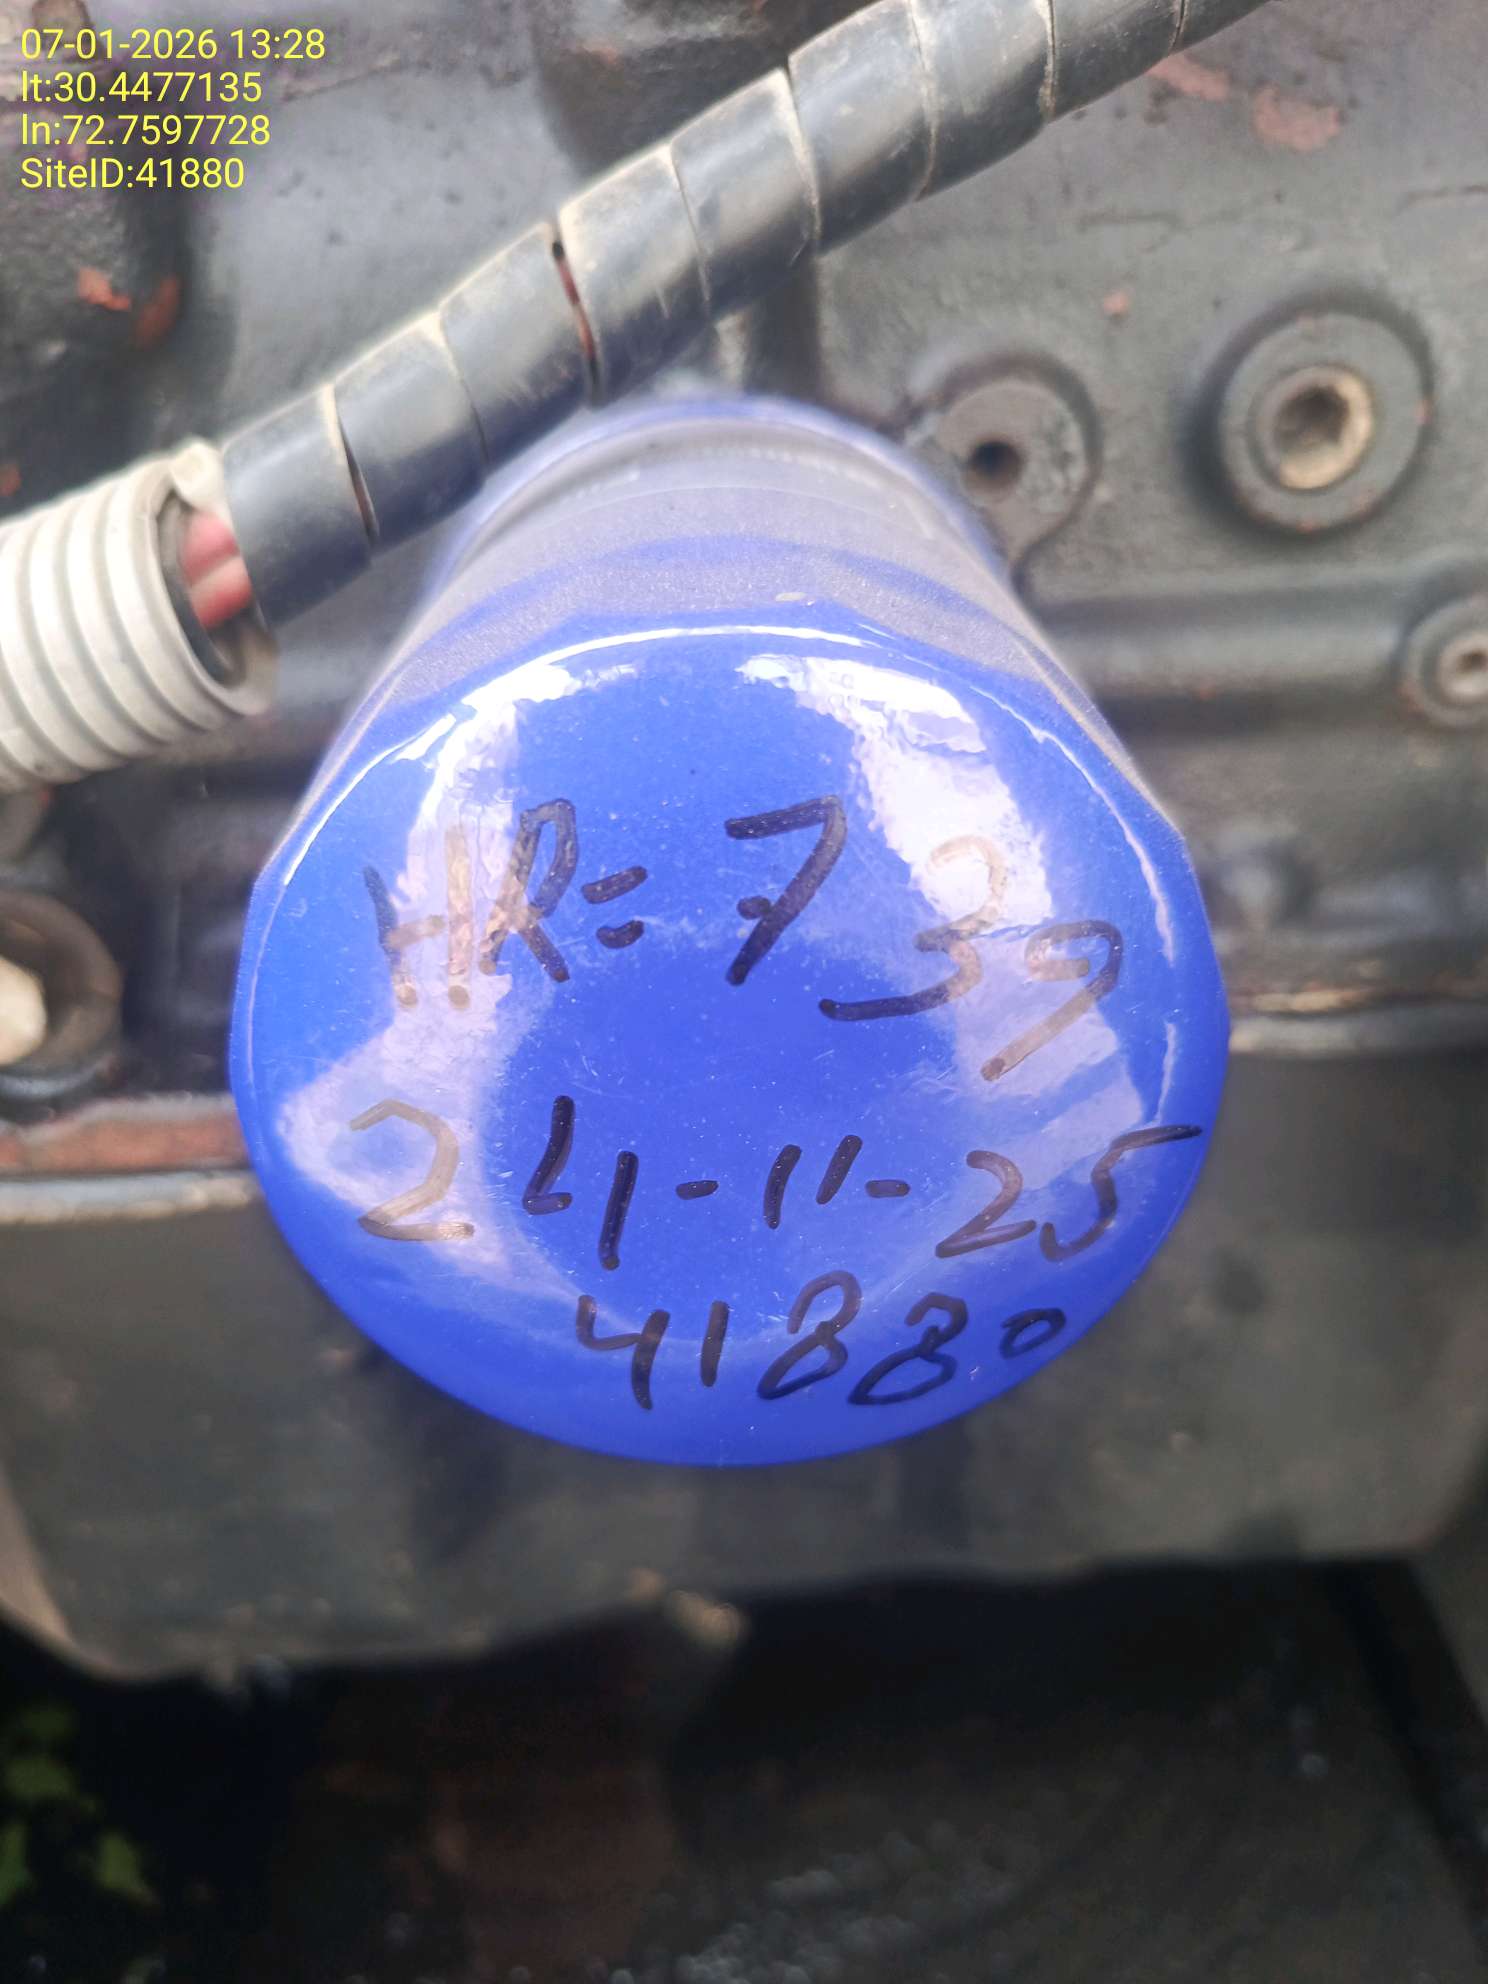 07-01-2026 13:28
lt:30.4477135
ln:72.7597728
SiteID:41880
HR= 739
24-11-25
41880